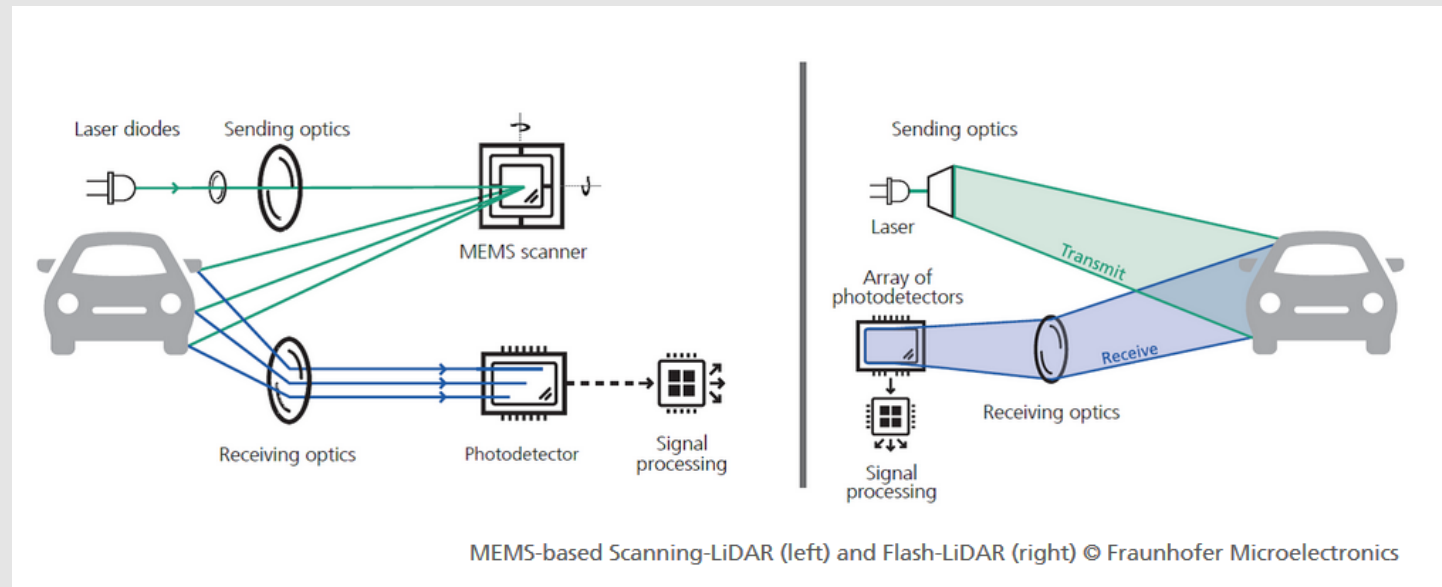 Laser diodes
Sending optics
MEMS scanner
Receiving optics
Photodetector
Signal
processing
Sending optics
Laser
Transmit
Array of
photodetectors
Receive
Receiving optics
Signal
processing
MEMS-based Scanning-LiDAR (left) and Flash-LiDAR (right) © Fraunhofer Microelectronics